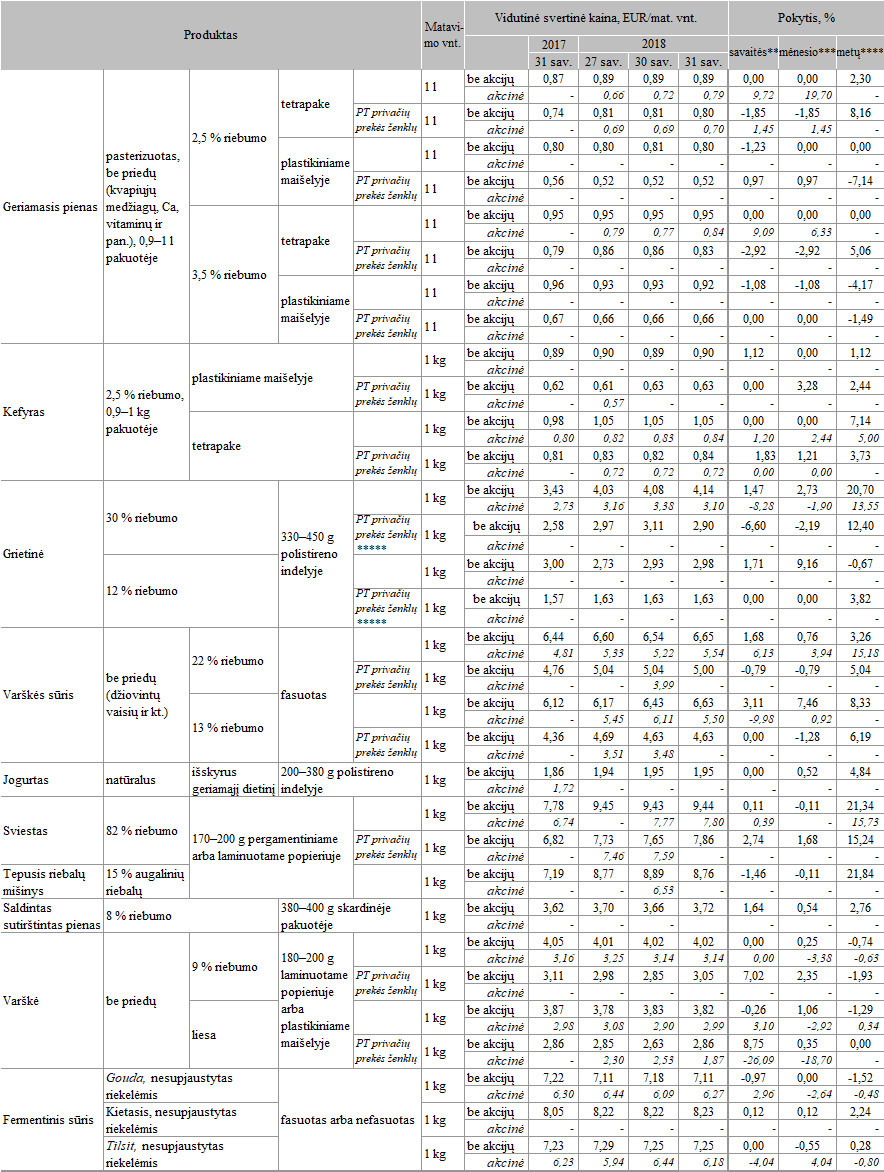 Produktas Matavi-mo vnt. Vidutinė svertinė kaina, EUR/mat. vnt. Pokytis, %
2017 2018 savaitės** mėnesio*** metų****
31 sav. 27 sav. 30 sav. 31 sav.
Geriamasis pienas
pasterizuotas, be priedų (kvapiųjų medžiagų, Ca, vitaminų ir pan.), 0,9–1 l pakuotėje
2,5 % riebumo
tetrapake
1 l be akcijų 0,87 0,89 0,89 0,89 0,00 0,00 2,30
akcinė - 0,66 0,72 0,79 9,72 19,70 -
PT privačių prekės ženklų 1 l be akcijų 0,74 0,81 0,81 0,80 -1,85 -1,85 8,16
akcinė - 0,69 0,69 0,70 1,45 1,45 -
plastikiniame maišelyje
1 l be akcijų 0,80 0,80 0,81 0,80 -1,23 0,00 0,00
akcinė - - - - - - -
PT privačių prekės ženklų 1 l be akcijų 0,56 0,52 0,52 0,52 0,97 0,97 -7,14
akcinė - - - - - - -
3,5 % riebumo
tetrapake
1 l be akcijų 0,95 0,95 0,95 0,95 0,00 0,00 0,00
akcinė - 0,79 0,77 0,84 9,09 6,33 -
PT privačių prekės ženklų 1 l be akcijų 0,79 0,86 0,86 0,83 -2,92 -2,92 5,06
akcinė - - - - - - -
plastikiniame maišelyje
1 l be akcijų 0,96 0,93 0,93 0,92 -1,08 -1,08 -4,17
akcinė - - - - - - -
PT privačių prekės ženklų 1 l be akcijų 0,67 0,66 0,66 0,66 0,00 0,00 -1,49
akcinė - - - - - - -
Kefyras
2,5 % riebumo, 0,9–1 kg pakuotėje
plastikiniame maišelyje
1 kg be akcijų 0,89 0,90 0,89 0,90 1,12 0,00 1,12
akcinė - - - - - - -
PT privačių prekės ženklų 1 kg be akcijų 0,62 0,61 0,63 0,63 0,00 3,28 2,44
akcinė - 0,57 - - - - -
tetrapake
1 kg be akcijų 0,98 1,05 1,05 1,05 0,00 0,00 7,14
akcinė 0,80 0,82 0,83 0,84 1,20 2,44 5,00
PT privačių prekės ženklų 1 kg be akcijų 0,81 0,83 0,82 0,84 1,83 1,21 3,73
akcinė - 0,72 0,72 0,72 0,00 0,00 -
Grietinė
30 % riebumo
330–450 g polistireno indelyje
1 kg be akcijų 3,43 4,03 4,08 4,14 1,47 2,73 20,70
akcinė 2,73 3,16 3,38 3,10 -8,28 -1,90 13,55
PT privačių prekės ženklų ***** 1 kg be akcijų 2,58 2,97 3,11 2,90 -6,60 -2,19 12,40
akcinė - - - - - - -
12 % riebumo
1 kg be akcijų 3,00 2,73 2,93 2,98 1,71 9,16 -0,67
akcinė - - - - - - -
PT privačių prekės ženklų ***** 1 kg be akcijų 1,57 1,63 1,63 1,63 0,00 0,00 3,82
akcinė - - - - - - -
Varškės sūris
be priedų (džiovintų vaisių ir kt.)
22 % riebumo
fasuotas
1 kg be akcijų 6,44 6,60 6,54 6,65 1,68 0,76 3,26
akcinė 4,81 5,33 5,22 5,54 6,13 3,94 15,18
PT privačių prekės ženklų 1 kg be akcijų 4,76 5,04 5,04 5,00 -0,79 -0,79 5,04
akcinė - - 3,99 - - - -
13 % riebumo
1 kg be akcijų 6,12 6,17 6,43 6,63 3,11 7,46 8,33
akcinė - 5,45 6,11 5,50 -9,98 0,92 -
PT privačių prekės ženklų 1 kg be akcijų 4,36 4,69 4,63 4,63 0,00 -1,28 6,19
akcinė - 3,51 3,48 - - - -
Jogurtas natūralus išskyrus geriamąjį dietinį 200–380 g polistireno indelyje
1 kg be akcijų 1,86 1,94 1,95 1,95 0,00 0,52 4,84
akcinė 1,72 - - - - - -
Sviestas 82 % riebumo
170–200 g pergamentiniame arba laminuotame popieriuje
1 kg be akcijų 7,78 9,45 9,43 9,44 0,11 -0,11 21,34
akcinė 6,74 - 7,77 7,80 0,39 - 15,73
PT privačių prekės ženklų 1 kg be akcijų 6,82 7,73 7,65 7,86 2,74 1,68 15,24
akcinė - 7,46 7,59 - - - -
Tepusis riebalų mišinys 15 % augalinių riebalų
1 kg be akcijų 7,19 8,77 8,89 8,76 -1,46 -0,11 21,84
akcinė - - 6,53 - - - -
Saldintas sutirštintas pienas 8 % riebumo 380–400 g skardinėje pakuotėje
1 kg be akcijų 3,62 3,70 3,66 3,72 1,64 0,54 2,76
akcinė - - - - - - -
Varškė be priedų
9 % riebumo
180–200 g laminuotame popieriuje arba plastikiniame maišelyje
1 kg be akcijų 4,05 4,01 4,02 4,02 0,00 0,25 -0,74
akcinė 3,16 3,25 3,14 3,14 0,00 -3,38 -0,63
PT privačių prekės ženklų 1 kg be akcijų 3,11 2,98 2,85 3,05 7,02 2,35 -1,93
akcinė - - - - - - -
liesa
1 kg be akcijų 3,87 3,78 3,83 3,82 -0,26 1,06 -1,29
akcinė 2,98 3,08 2,90 2,99 3,10 -2,92 0,34
PT privačių prekės ženklų 1 kg be akcijų 2,86 2,85 2,63 2,86 8,75 0,35 0,00
akcinė - 2,30 2,53 1,87 -26,09 -18,70 -
Fermentinis sūris
fasuotas arba nefasuotas
Gouda, nesupjaustytas riekelėmis
1 kg be akcijų 7,22 7,11 7,18 7,11 -0,97 0,00 -1,52
akcinė 6,30 6,44 6,09 6,27 2,96 -2,64 -0,48
Kietasis, nesupjaustytas riekelėmis
1 kg be akcijų 8,05 8,22 8,22 8,23 0,12 0,12 2,24
akcinė - - - - - - -
Tilsit, nesupjaustytas riekelėmis
1 kg be akcijų 7,23 7,29 7,25 7,25 0,00 -0,55 0,28
akcinė 6,23 5,94 6,44 6,18 -4,04 4,04 -0,80